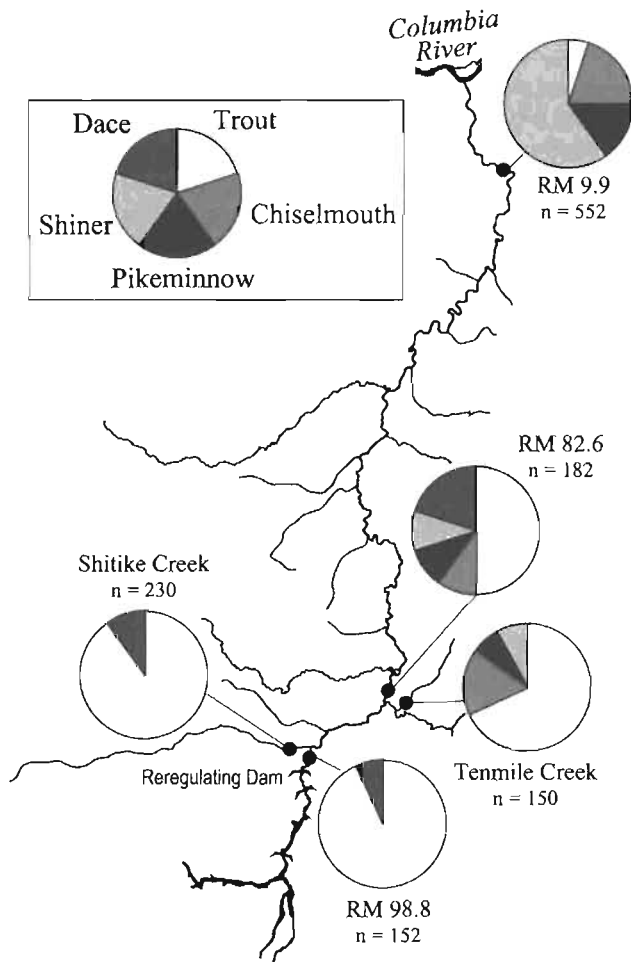 Columbia
River
Dace
Trout
Shiner
Chiselmouth
Pikeminnow
RM 9.9
n = 552
RM 82.6
n = 182
Shitike Creek
n = 230
Reregulating Dam
Tenmile Creek
n = 150
RM 98.8
n = 152